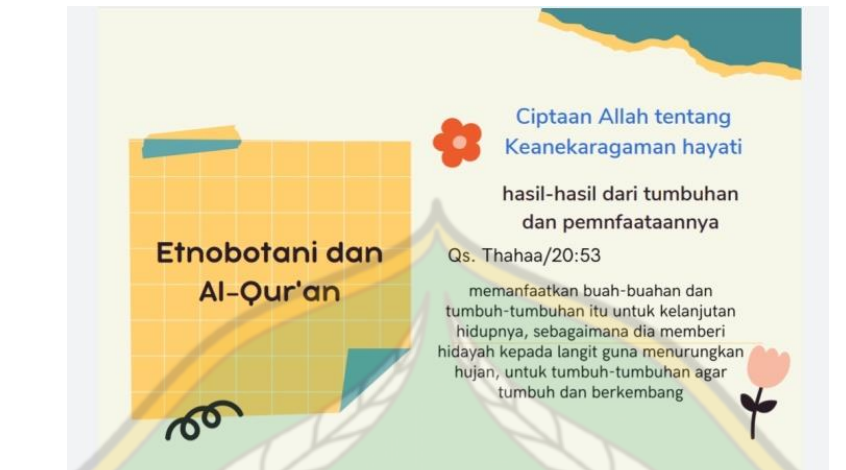 Etnobotani dan
Al-Qur'an
Ciptaan Allah tentang
Keanekaragaman hayati
hasil-hasil dari tumbuhan
dan pemnfaataannya
Qs. Thahaa/20:53
memanfaatkan buah-buahan dan
tumbuh-tumbuhan itu untuk kelanjutan
hidupnya, sebagaimana dia memberi
hidayah kepada langit guna menurungkan
hujan, untuk tumbuh-tumbuhan agar
tumbuh dan berkembang